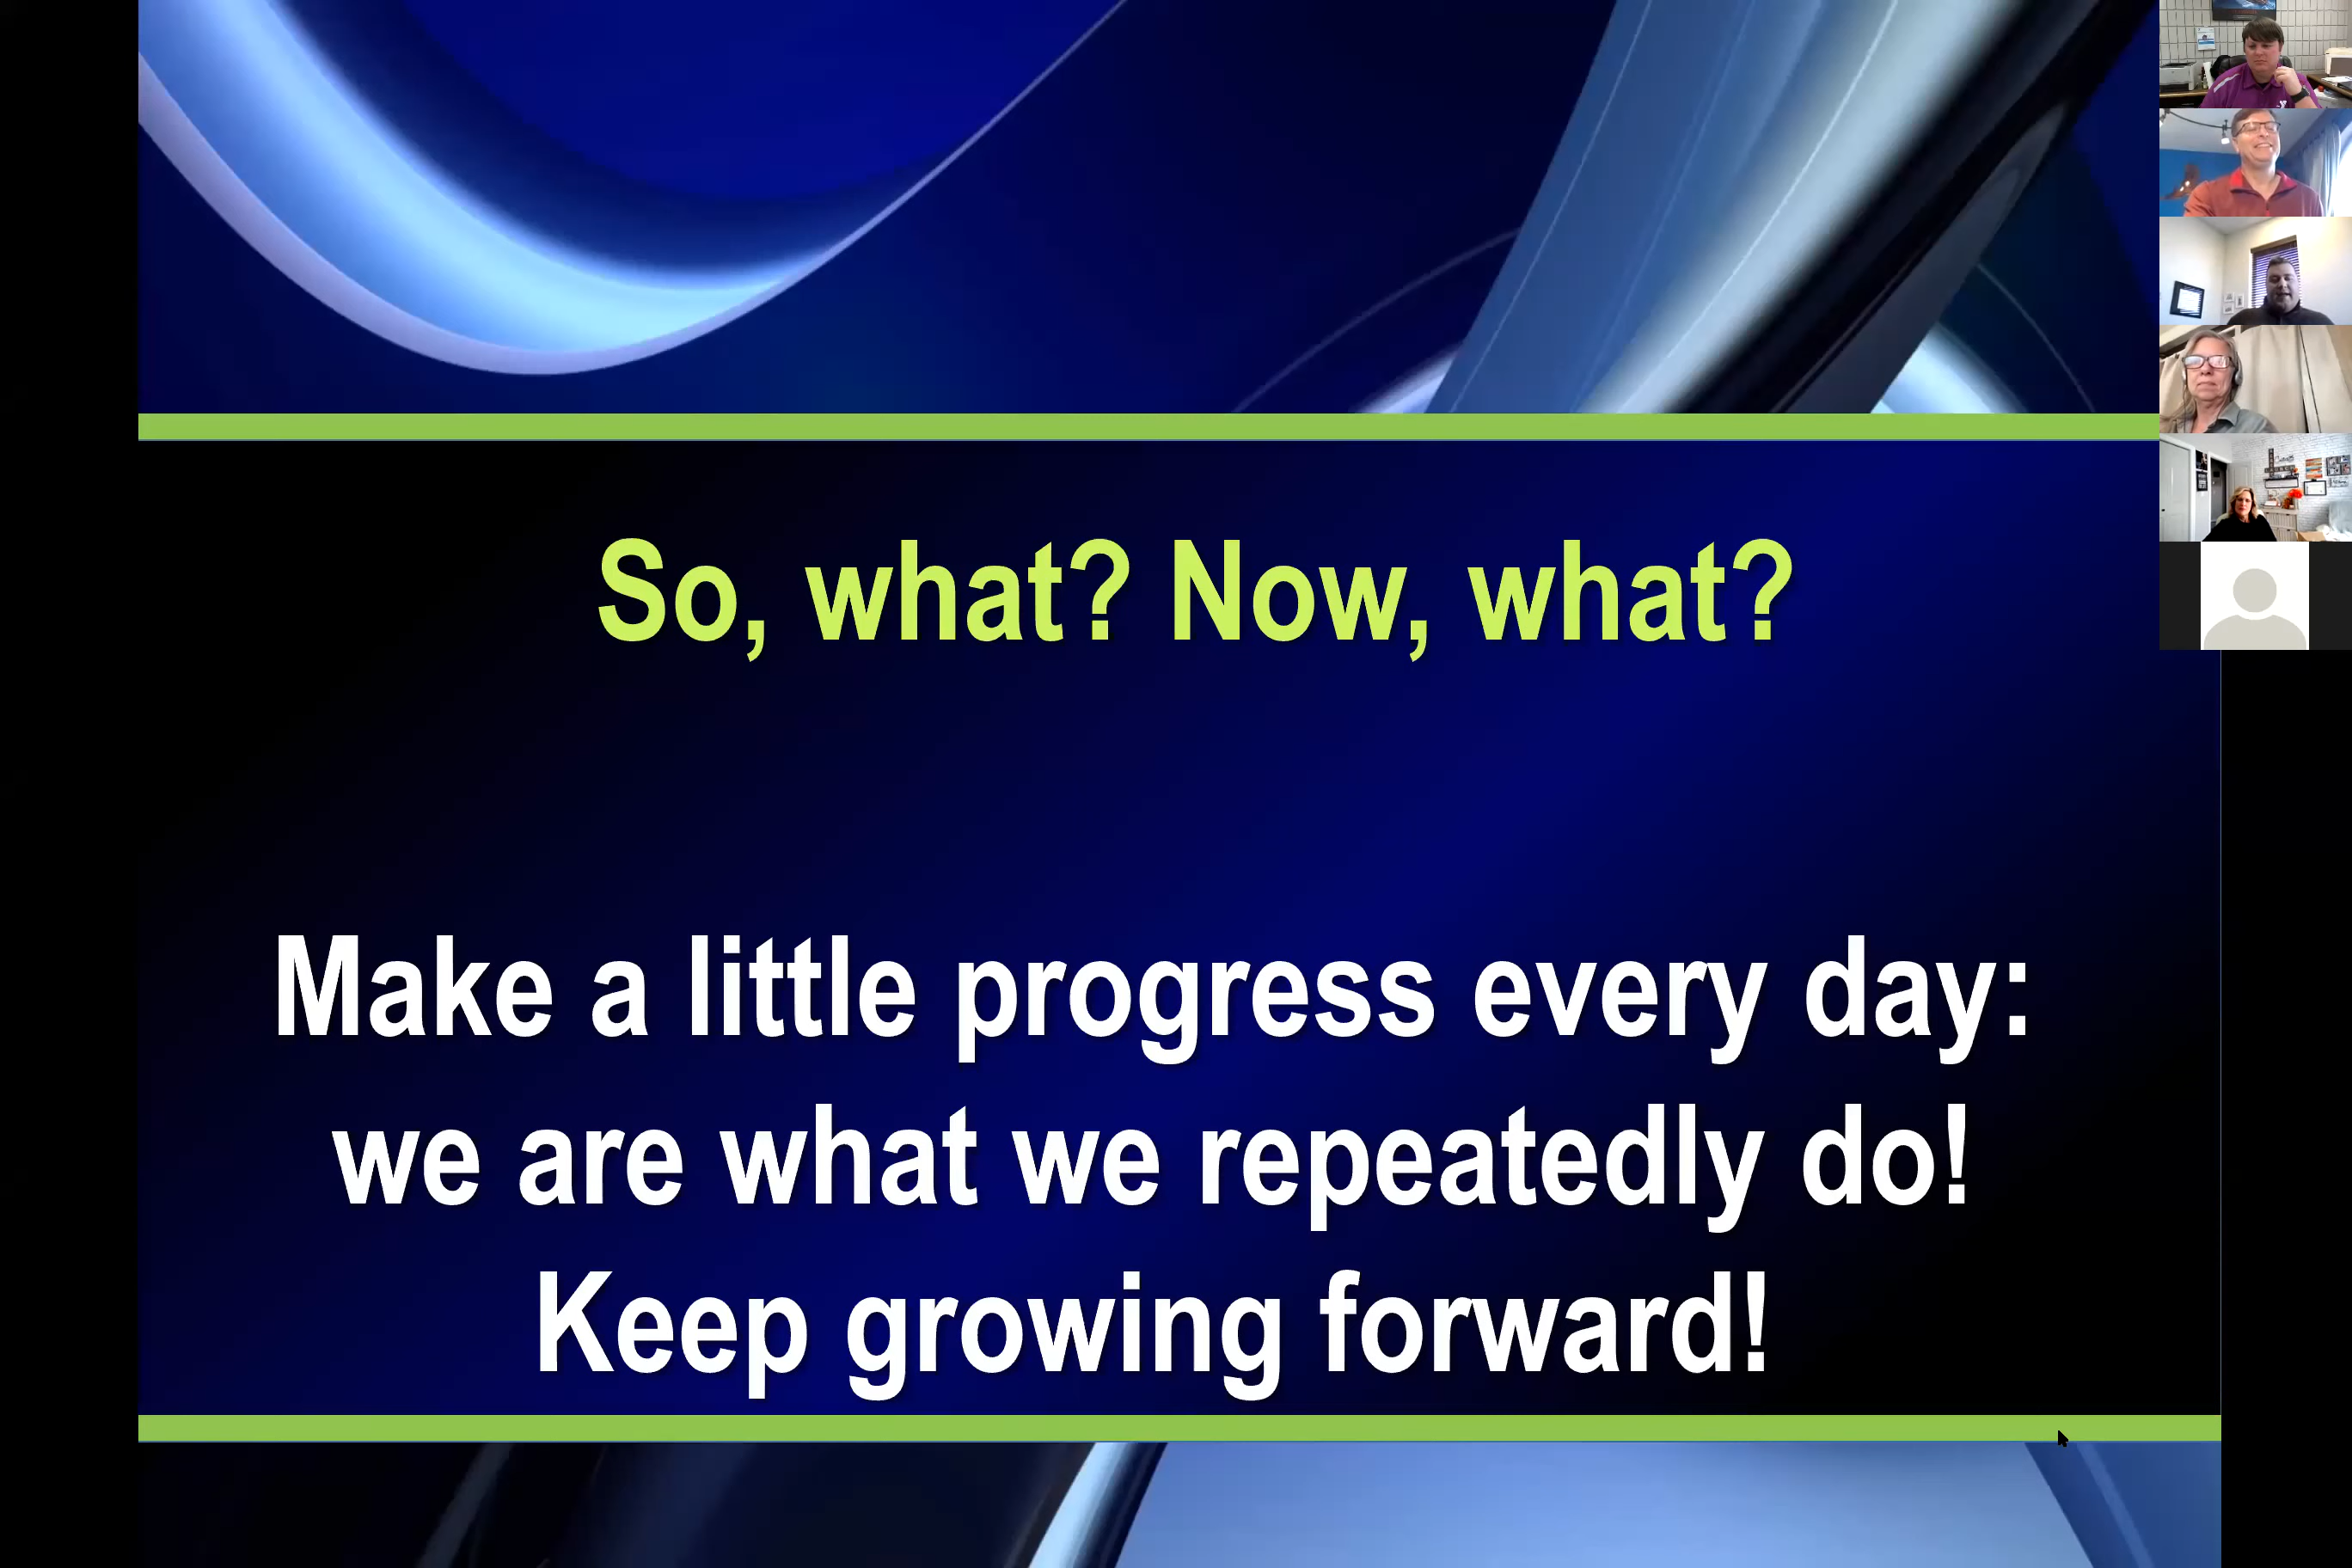 So, what? Now, what?
Make a little progress every day:
we are what we repeatedly do!
Keep growing forward!